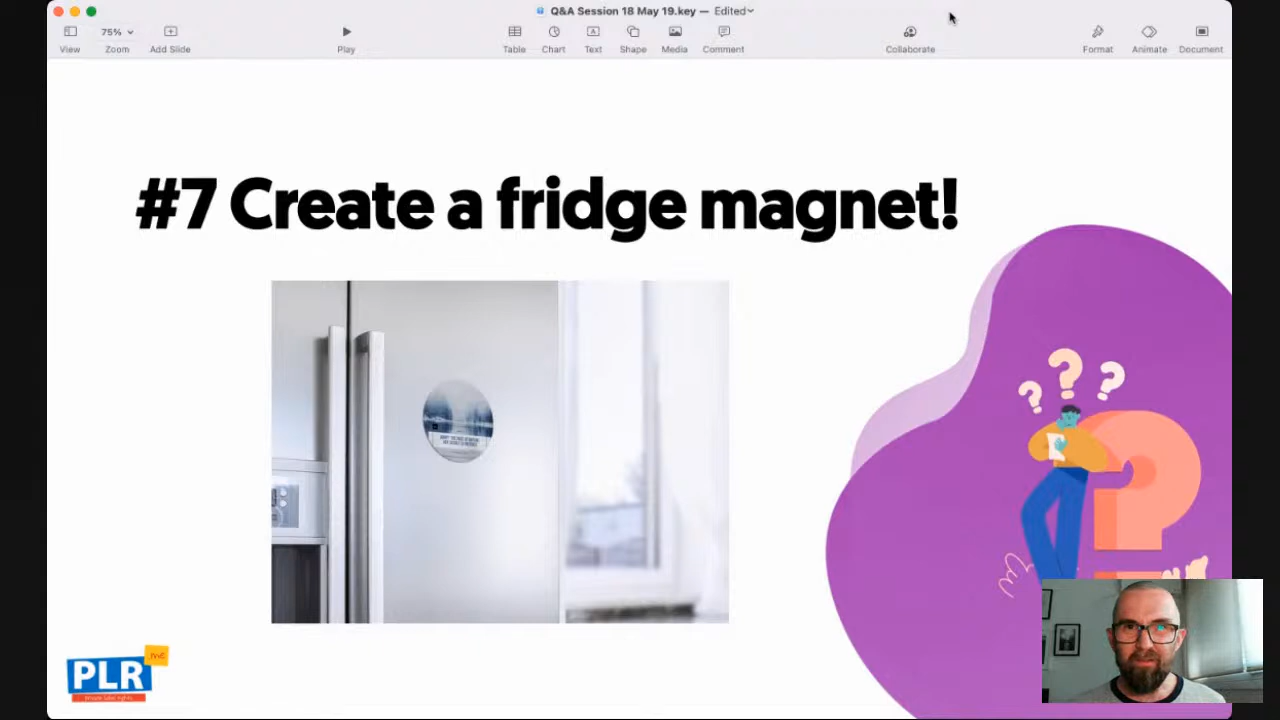 Q&A Session 18 May 19.key — Edited
75%
View
Zoom
Add Slide
Play
Table
Chart
Text
Shape
Media
Comment
Collaborate
Format
Animate
Document
#7 Create a fridge magnet!
? ? ?
?
PLR me